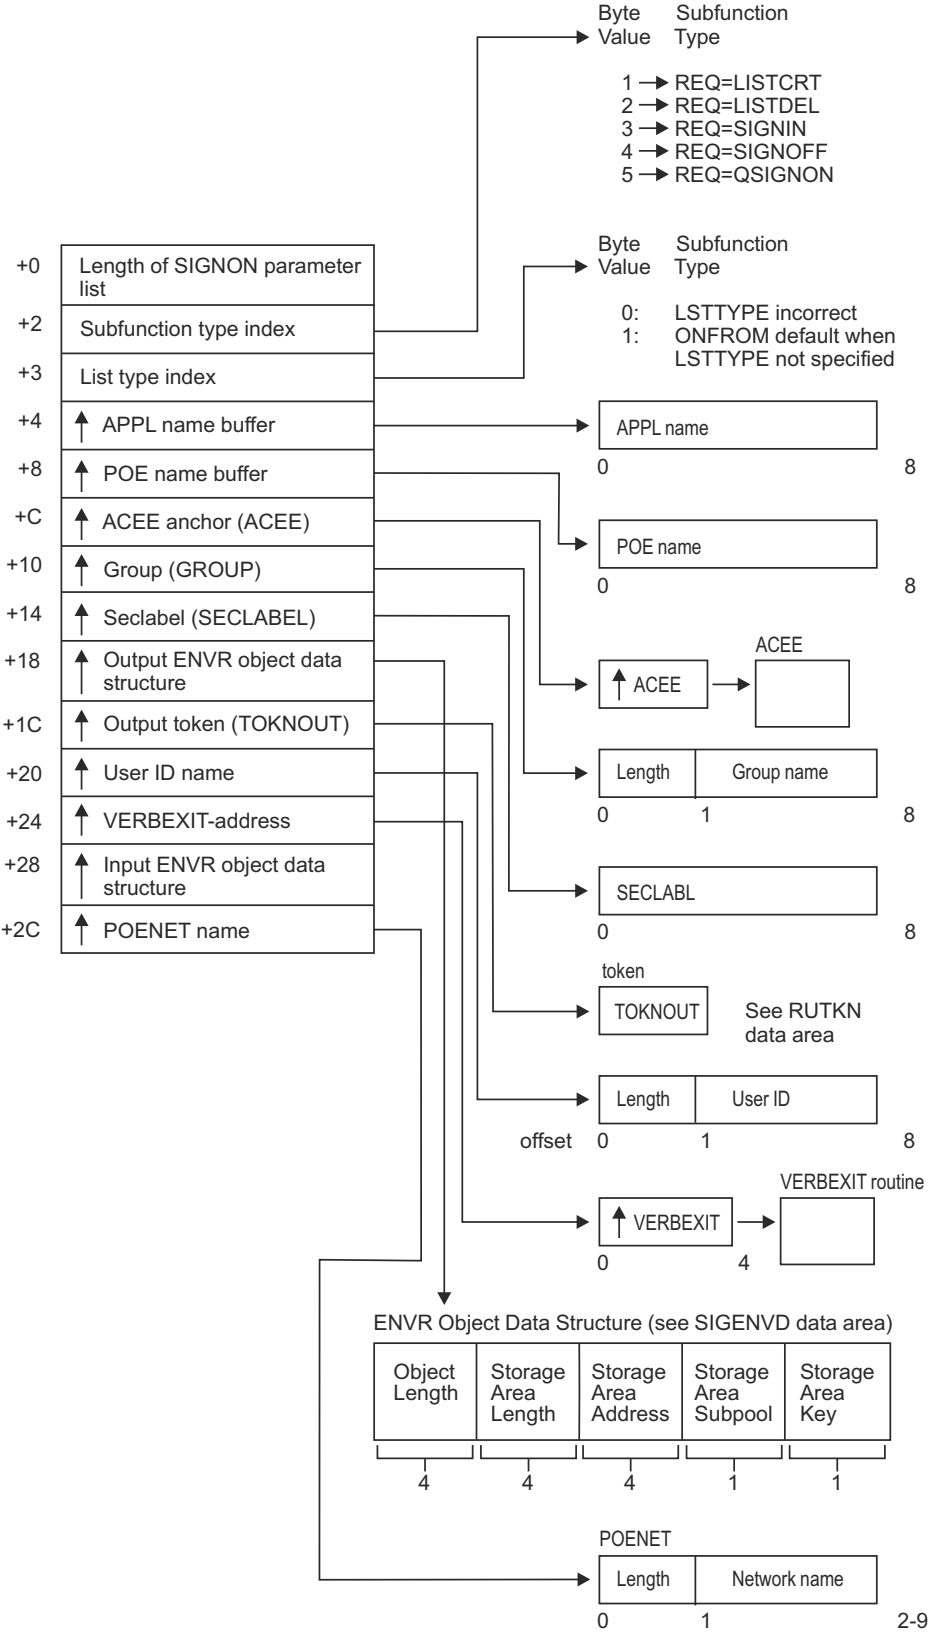 Byte Subfunction
Value Type
1 REQ=LISTCRT
2 REQ=LISTDEL
3 REQ=SIGNIN
4 REQ=SIGNOFF
5 REQ=QSIGNON
Byte Subfunction
Value Type
0: LSTTYPE incorrect
1: ONFROM default when
LSTTYPE not specified
+0 Length of SIGNON parameter
list
+2 Subfunction type index
+3 List type index
+4 APPL name buffer
+8 POE name buffer
+C ACEE anchor (ACEE)
+10 Group (GROUP)
+14 Seclabel (SECLABEL)
+18 Output ENVR object data
structure
+1C Output token (TOKNOUT)
+20 User ID name
+24 VERBEXIT-address
+28 Input ENVR object data
structure
+2C POENET name
APPL name
0 8
POE name
0 8
ACEE
ACEE
Length Group name
0 1 8
SECLABL
0 8
token
TOKNOUT See RUTKN
data area
Length User ID
offset 0 1 8
VERBEXIT routine
VERBEXIT
0 4
ENVR Object Data Structure (see SIGENVD data area)
Object
Length
Storage
Area
Length
Storage
Area
Address
Storage
Area
Subpool
Storage
Area
Key
4 4 4 1 1
POENET
Length Network name
0 1 2-9